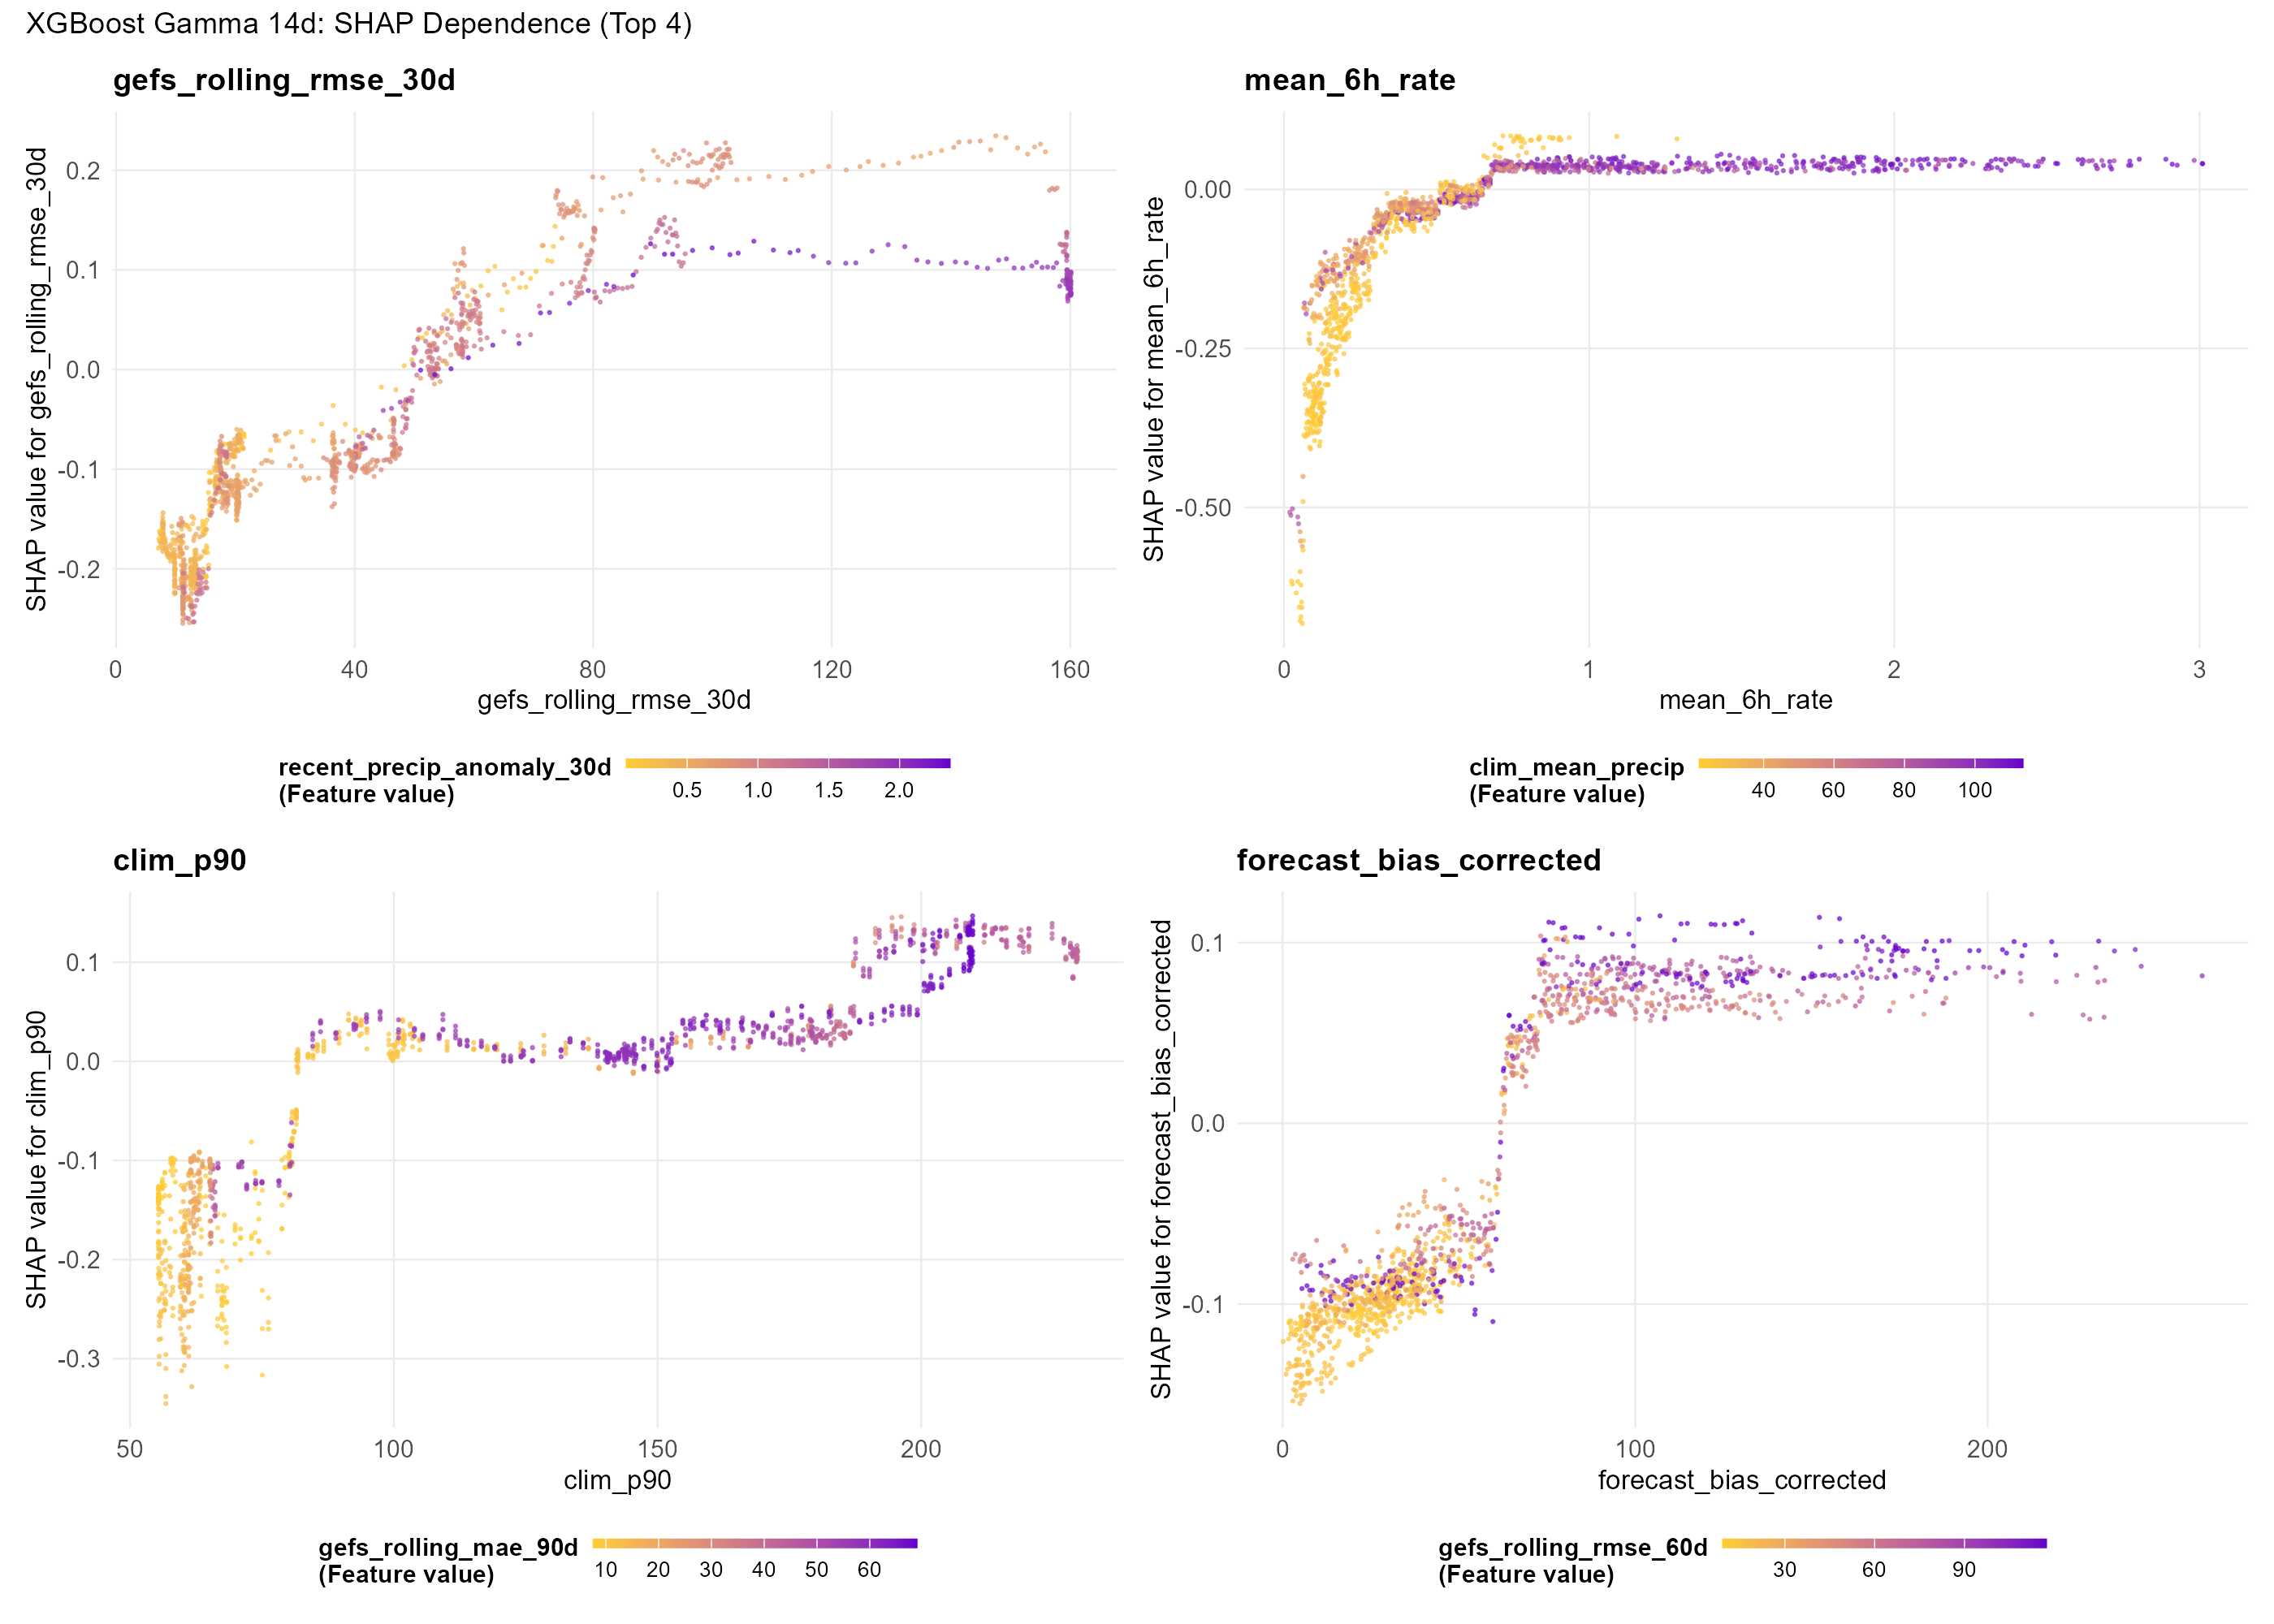 XGBoost Gamma 14d: SHAP Dependence (Top 4)
gefs_rolling_rmse_30d
SHAP value for gefs_rolling_rmse_30d
0.2
0.1
0.0
-0.1
-0.2
0 40 80 120 160
gefs_rolling_rmse_30d
recent_precip_anomaly_30d
(Feature value)
0.5 1.0 1.5 2.0
mean_6h_rate
SHAP value for mean_6h_rate
0.00
-0.25
-0.50
0 1 2 3
mean_6h_rate
clim_mean_precip
(Feature value)
40 60 80 100
clim_p90
SHAP value for clim_p90
0.1
0.0
-0.1
-0.2
-0.3
50 100 150 200
clim_p90
gefs_rolling_mae_90d
(Feature value)
10 20 30 40 50 60
forecast_bias_corrected
SHAP value for forecast_bias_corrected
0.1
0.0
-0.1
0 100 200
forecast_bias_corrected
gefs_rolling_rmse_60d
(Feature value)
30 60 90